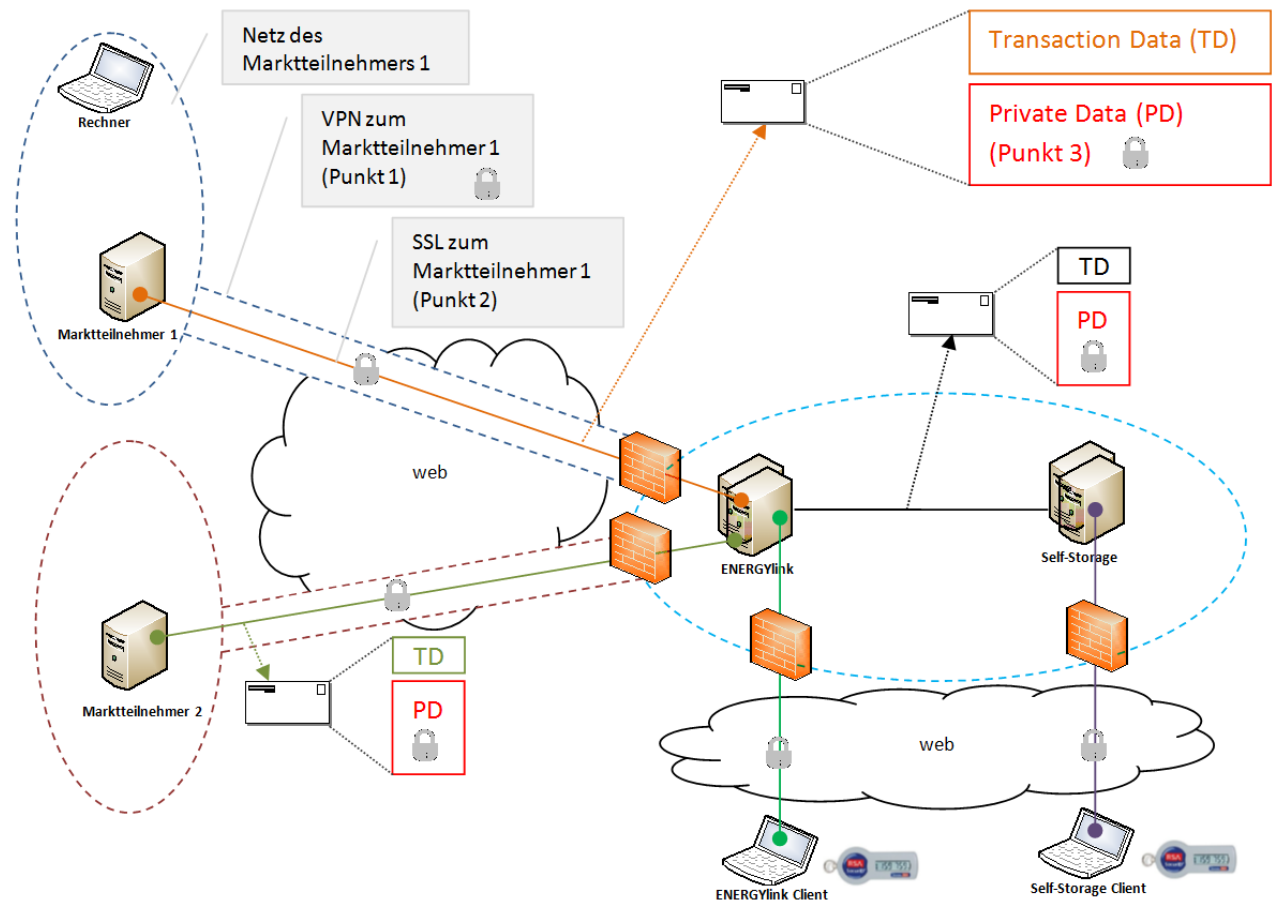 Netz des
Marktteilnehmers 1
Transaction Data (TD)
Rechner
VPN zum
Marktteilnehmer 1
(Punkt 1)
Private Data (PD)
(Punkt 3)
SSL zum
Marktteilnehmer 1
(Punkt 2)
TD
PD
Marktteilnehmer 1
web
ENERGYlink
Self-Storage
TD
PD
Marktteilnehmer 2
web
RSA
ENERGYlink Client
RSA
Self-Storage Client